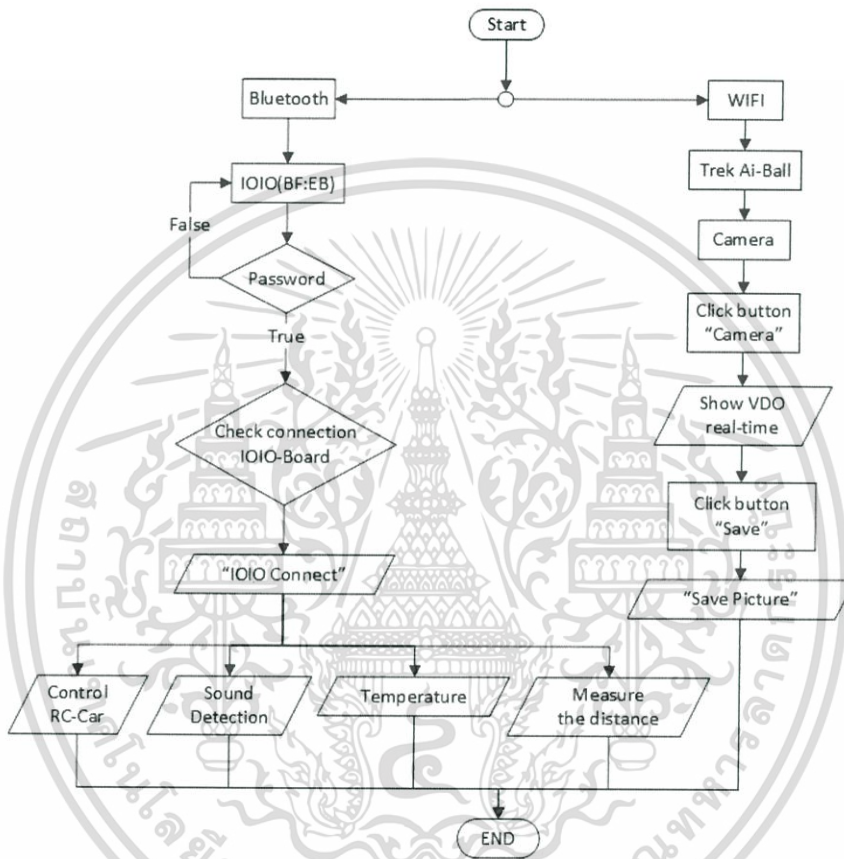 Start
Bluetooth
WIFI
IOIO(BF:EB)
Trek Ai-Ball
False
Camera
Password
Click button
"Camera"
True
Show VDO
real-time
Check connection
IOIO-Board
Click button
"Save"
"IOIO Connect"
"Save Picture"
Control
RC-Car
Sound
Detection
Temperature
Measure
the distance
END